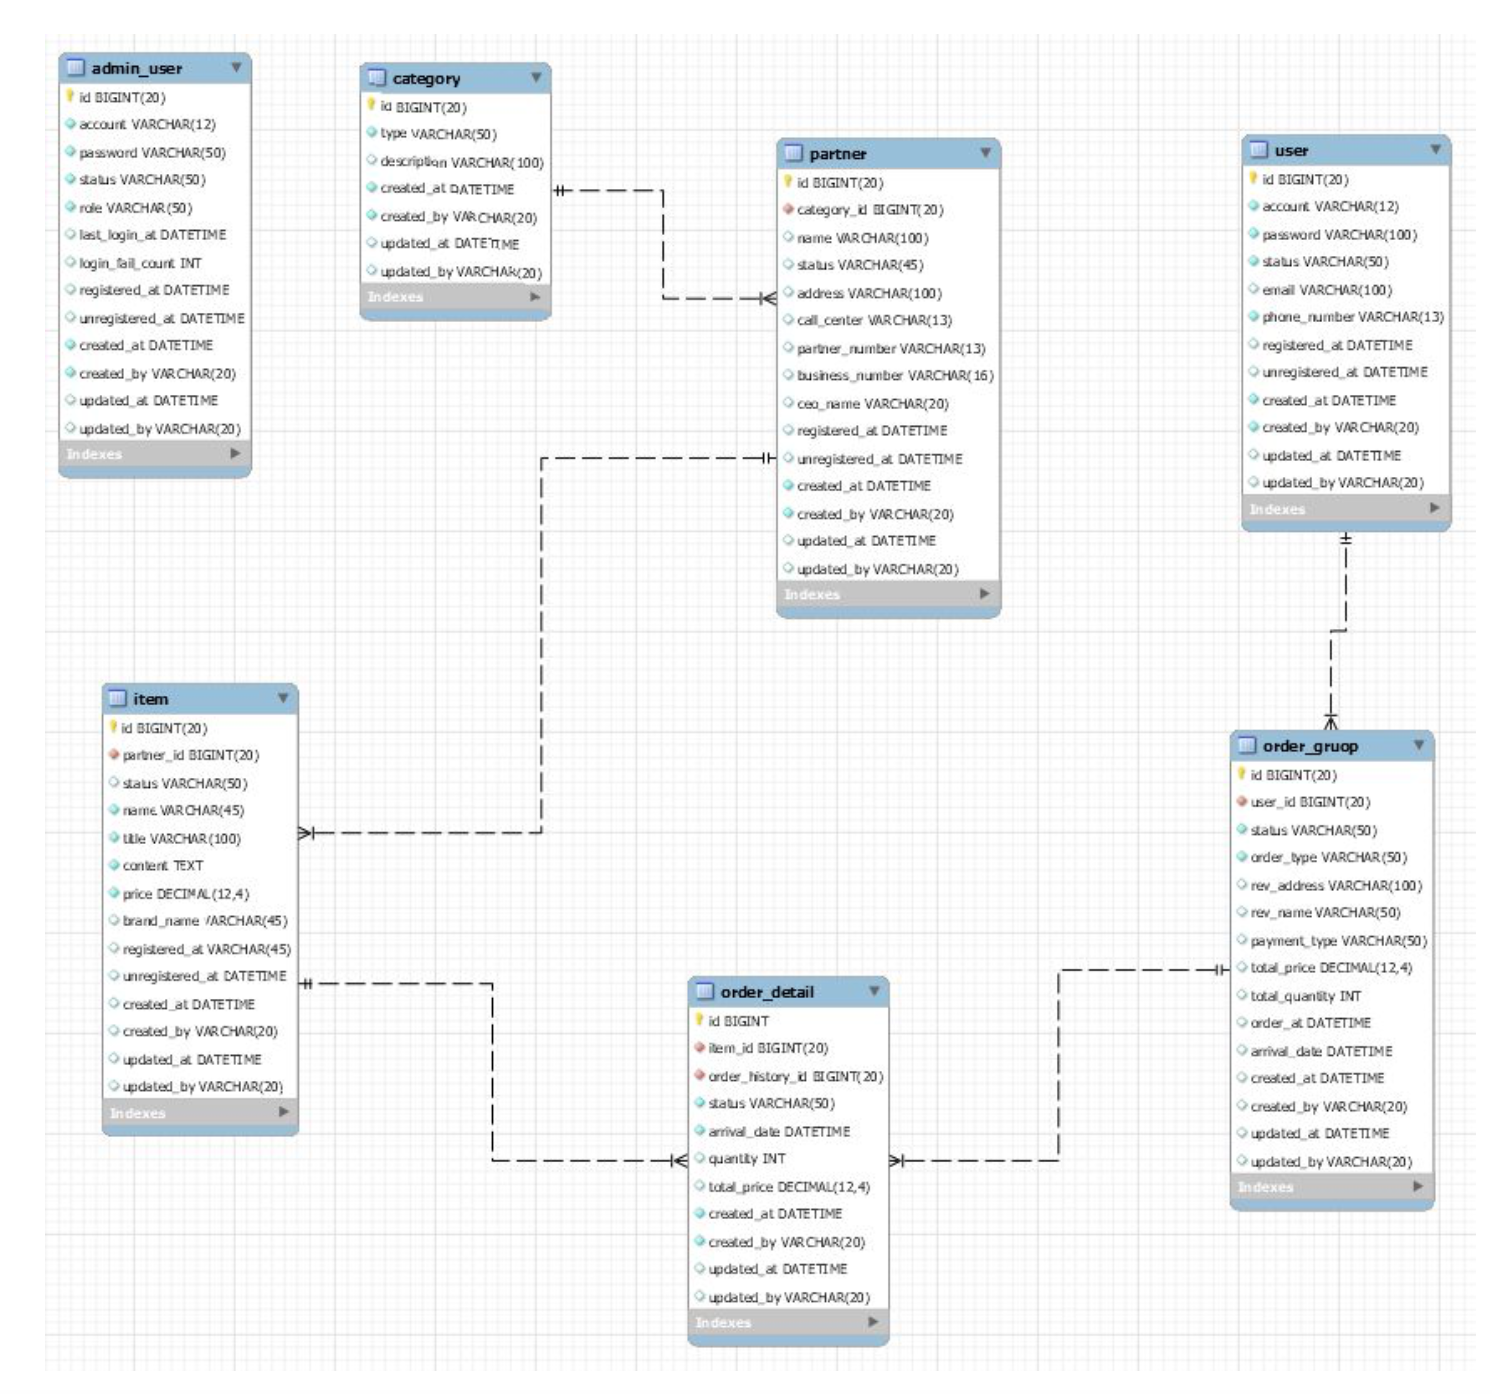 admin_user
id BIGINT(20)
account VARCHAR(12)
password VARCHAR(50)
status VARCHAR(50)
role VARCHAR(50)
last_login_at DATETIME
login_fail_count INT
registered_at DATETIME
unregistered_at DATETIME
created_at DATETIME
created_by VARCHAR(20)
updated_at DATETIME
updated_by VARCHAR(20)
Indexes
category
id BIGINT(20)
type VARCHAR(50)
description VARCHAR(100)
created_at DATETIME
created_by VARCHAR(20)
updated_at DATETIME
updated_by VARCHAR(20)
Indexes
partner
id BIGINT(20)
category_id BIGINT(20)
name VARCHAR(100)
status VARCHAR(45)
address VARCHAR(100)
call_center VARCHAR(13)
partner_number VARCHAR(13)
business_number VARCHAR(16)
ceo_name VARCHAR(20)
registered_at DATETIME
unregistered_at DATETIME
created_at DATETIME
created_by VARCHAR(20)
updated_at DATETIME
updated_by VARCHAR(20)
Indexes
user
id BIGINT(20)
account VARCHAR(12)
password VARCHAR(100)
status VARCHAR(50)
email VARCHAR(100)
phone_number VARCHAR(13)
registered_at DATETIME
unregistered_at DATETIME
created_at DATETIME
created_by VARCHAR(20)
updated_at DATETIME
updated_by VARCHAR(20)
Indexes
item
id BIGINT(20)
partner_id BIGINT(20)
status VARCHAR(50)
name VARCHAR(45)
title VARCHAR(100)
content TEXT
price DECIMAL(12,4)
brand_name VARCHAR(45)
registered_at VARCHAR(45)
unregistered_at DATETIME
created_at DATETIME
created_by VARCHAR(20)
updated_at DATETIME
updated_by VARCHAR(20)
Indexes
order_detail
id BIGINT
item_id BIGINT(20)
order_history_id BIGINT(20)
status VARCHAR(50)
arrival_date DATETIME
quantity INT
total_price DECIMAL(12,4)
created_at DATETIME
created_by VARCHAR(20)
updated_at DATETIME
updated_by VARCHAR(20)
Indexes
order_gruop
id BIGINT(20)
user_id BIGINT(20)
status VARCHAR(50)
order_type VARCHAR(50)
rev_address VARCHAR(100)
rev_name VARCHAR(50)
payment_type VARCHAR(50)
total_price DECIMAL(12,4)
total_quantity INT
order_at DATETIME
arrival_date DATETIME
created_at DATETIME
created_by VARCHAR(20)
updated_at DATETIME
updated_by VARCHAR(20)
Indexes